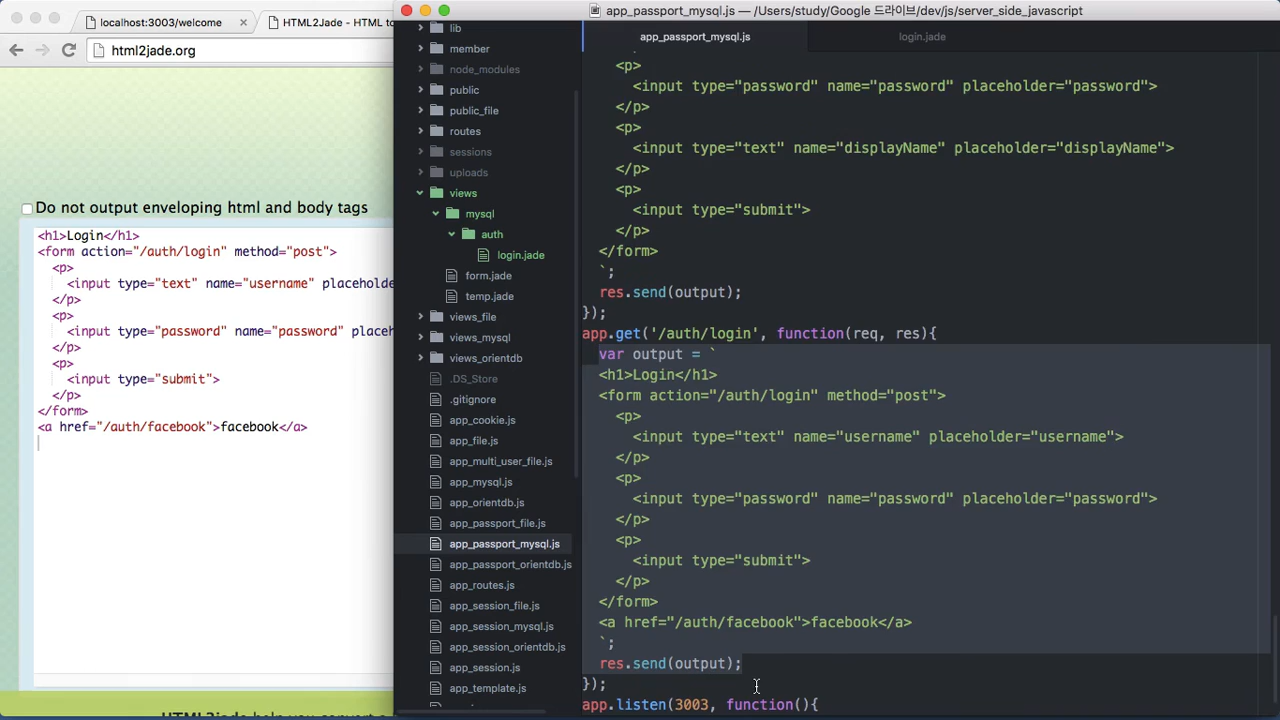 localhost:3003/welcome
HTML2Jade - HTML to
html2jade.org
Do not output enveloping html and body tags
<h1>Login</h1>
<form action="/auth/login" method="post">
<p>
<input type="text" name="username" placeholde
</p>
<p>
<input type="password" name="password" placeh
</p>
<p>
<input type="submit">
</p>
</form>
<a href="/auth/facebook">facebook</a>
app_passport_mysql.js — /Users/study/Google 드라이브/dev/js/server_side_javascript
lib
member
node_modules
public
public_file
routes
sessions
uploads
views
mysql
auth
login.jade
form.jade
temp.jade
views_file
views_mysql
views_orientdb
.DS_Store
.gitignore
app_cookie.js
app_file.js
app_multi_user_file.js
app_mysql.js
app_orientdb.js
app_passport_file.js
app_passport_mysql.js
app_passport_orientdb.js
app_routes.js
app_session_file.js
app_session_mysql.js
app_session_orientdb.js
app_session.js
app_template.js
app_passport_mysql.js
login.jade
<p>
<input type="password" name="password" placeholder="password">
</p>
<p>
<input type="text" name="displayName" placeholder="displayName">
</p>
<p>
<input type="submit">
</p>
</form>
`;
res.send(output);
});
app.get('/auth/login', function(req, res){
var output = `
<h1>Login</h1>
<form action="/auth/login" method="post">
<p>
<input type="text" name="username" placeholder="username">
</p>
<p>
<input type="password" name="password" placeholder="password">
</p>
<p>
<input type="submit">
</p>
</form>
<a href="/auth/facebook">facebook</a>
`;
res.send(output);
});
app.listen(3003, function(){